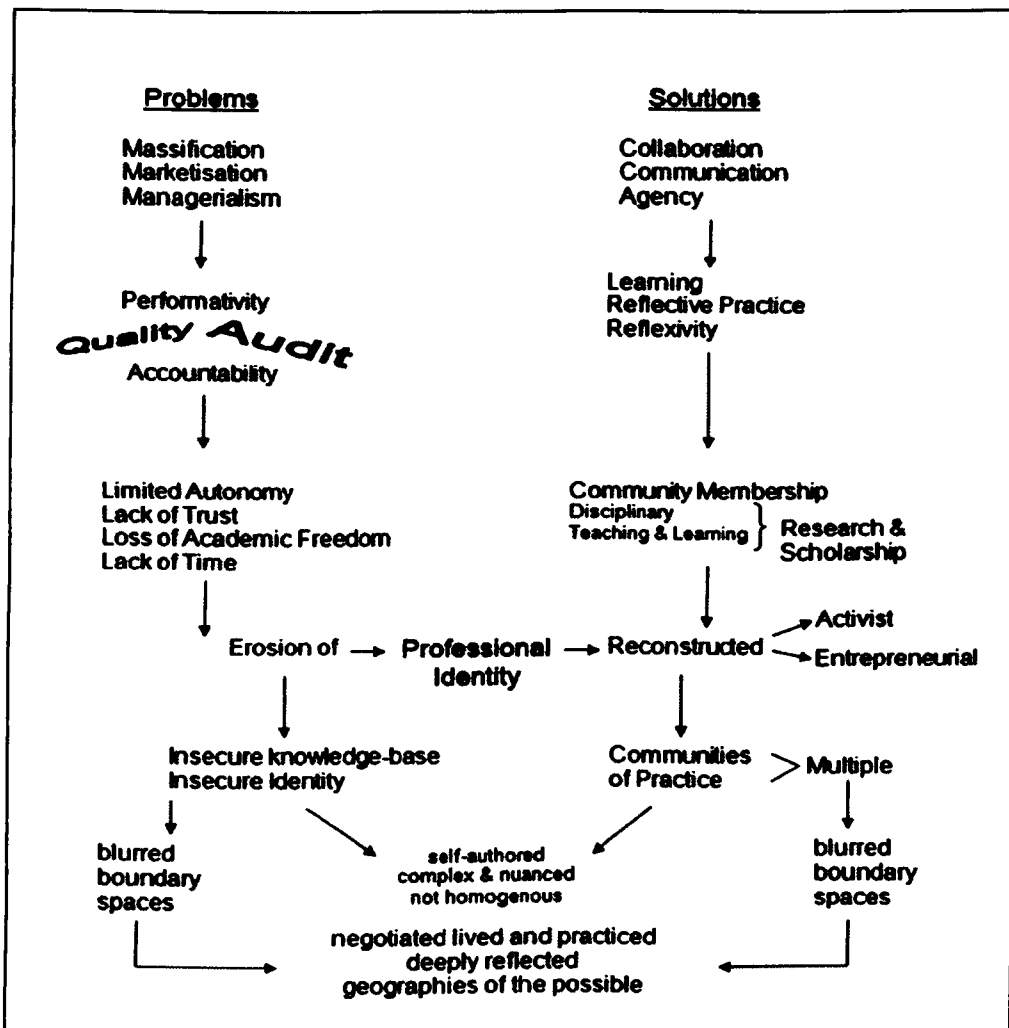 Problems
Massification
Marketisation
Managerialism
Performativity
Quality Audit
Accountability
Limited Autonomy
Lack of Trust
Loss of Academic Freedom
Lack of Time
Erosion of
Professional
Identity
Insecure knowledge-base
Insecure Identity
blurred
boundary
spaces
Solutions
Collaboration
Communication
Agency
Learning
Reflective Practice
Reflexivity
Community Membership
Disciplinary
Teaching & Learning
Research &
Scholarship
Reconstructed
Activist
Entrepreneurial
Communities
of Practice
Multiple
blurred
boundary
spaces
self-authored
complex & nuanced
not homogenous
negotiated lived and practiced
deeply reflected
geographies of the possible